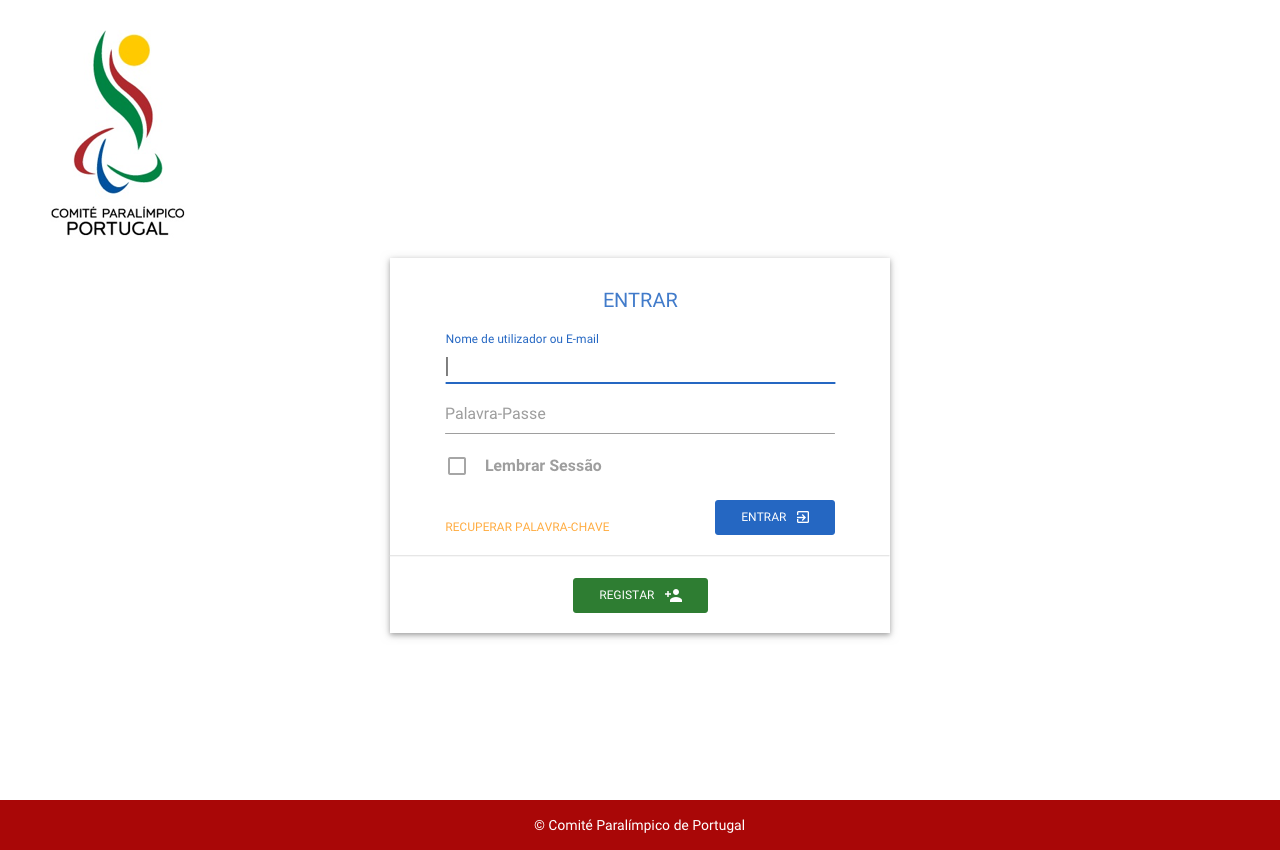 COMITÉ PARALÍMPICO
PORTUGAL
ENTRAR
Nome de utilizador ou E-mail
Palavra-Passe
Lembrar Sessão
RECUPERAR PALAVRA-CHAVE
ENTRAR
REGISTAR
© Comité Paralímpico de Portugal